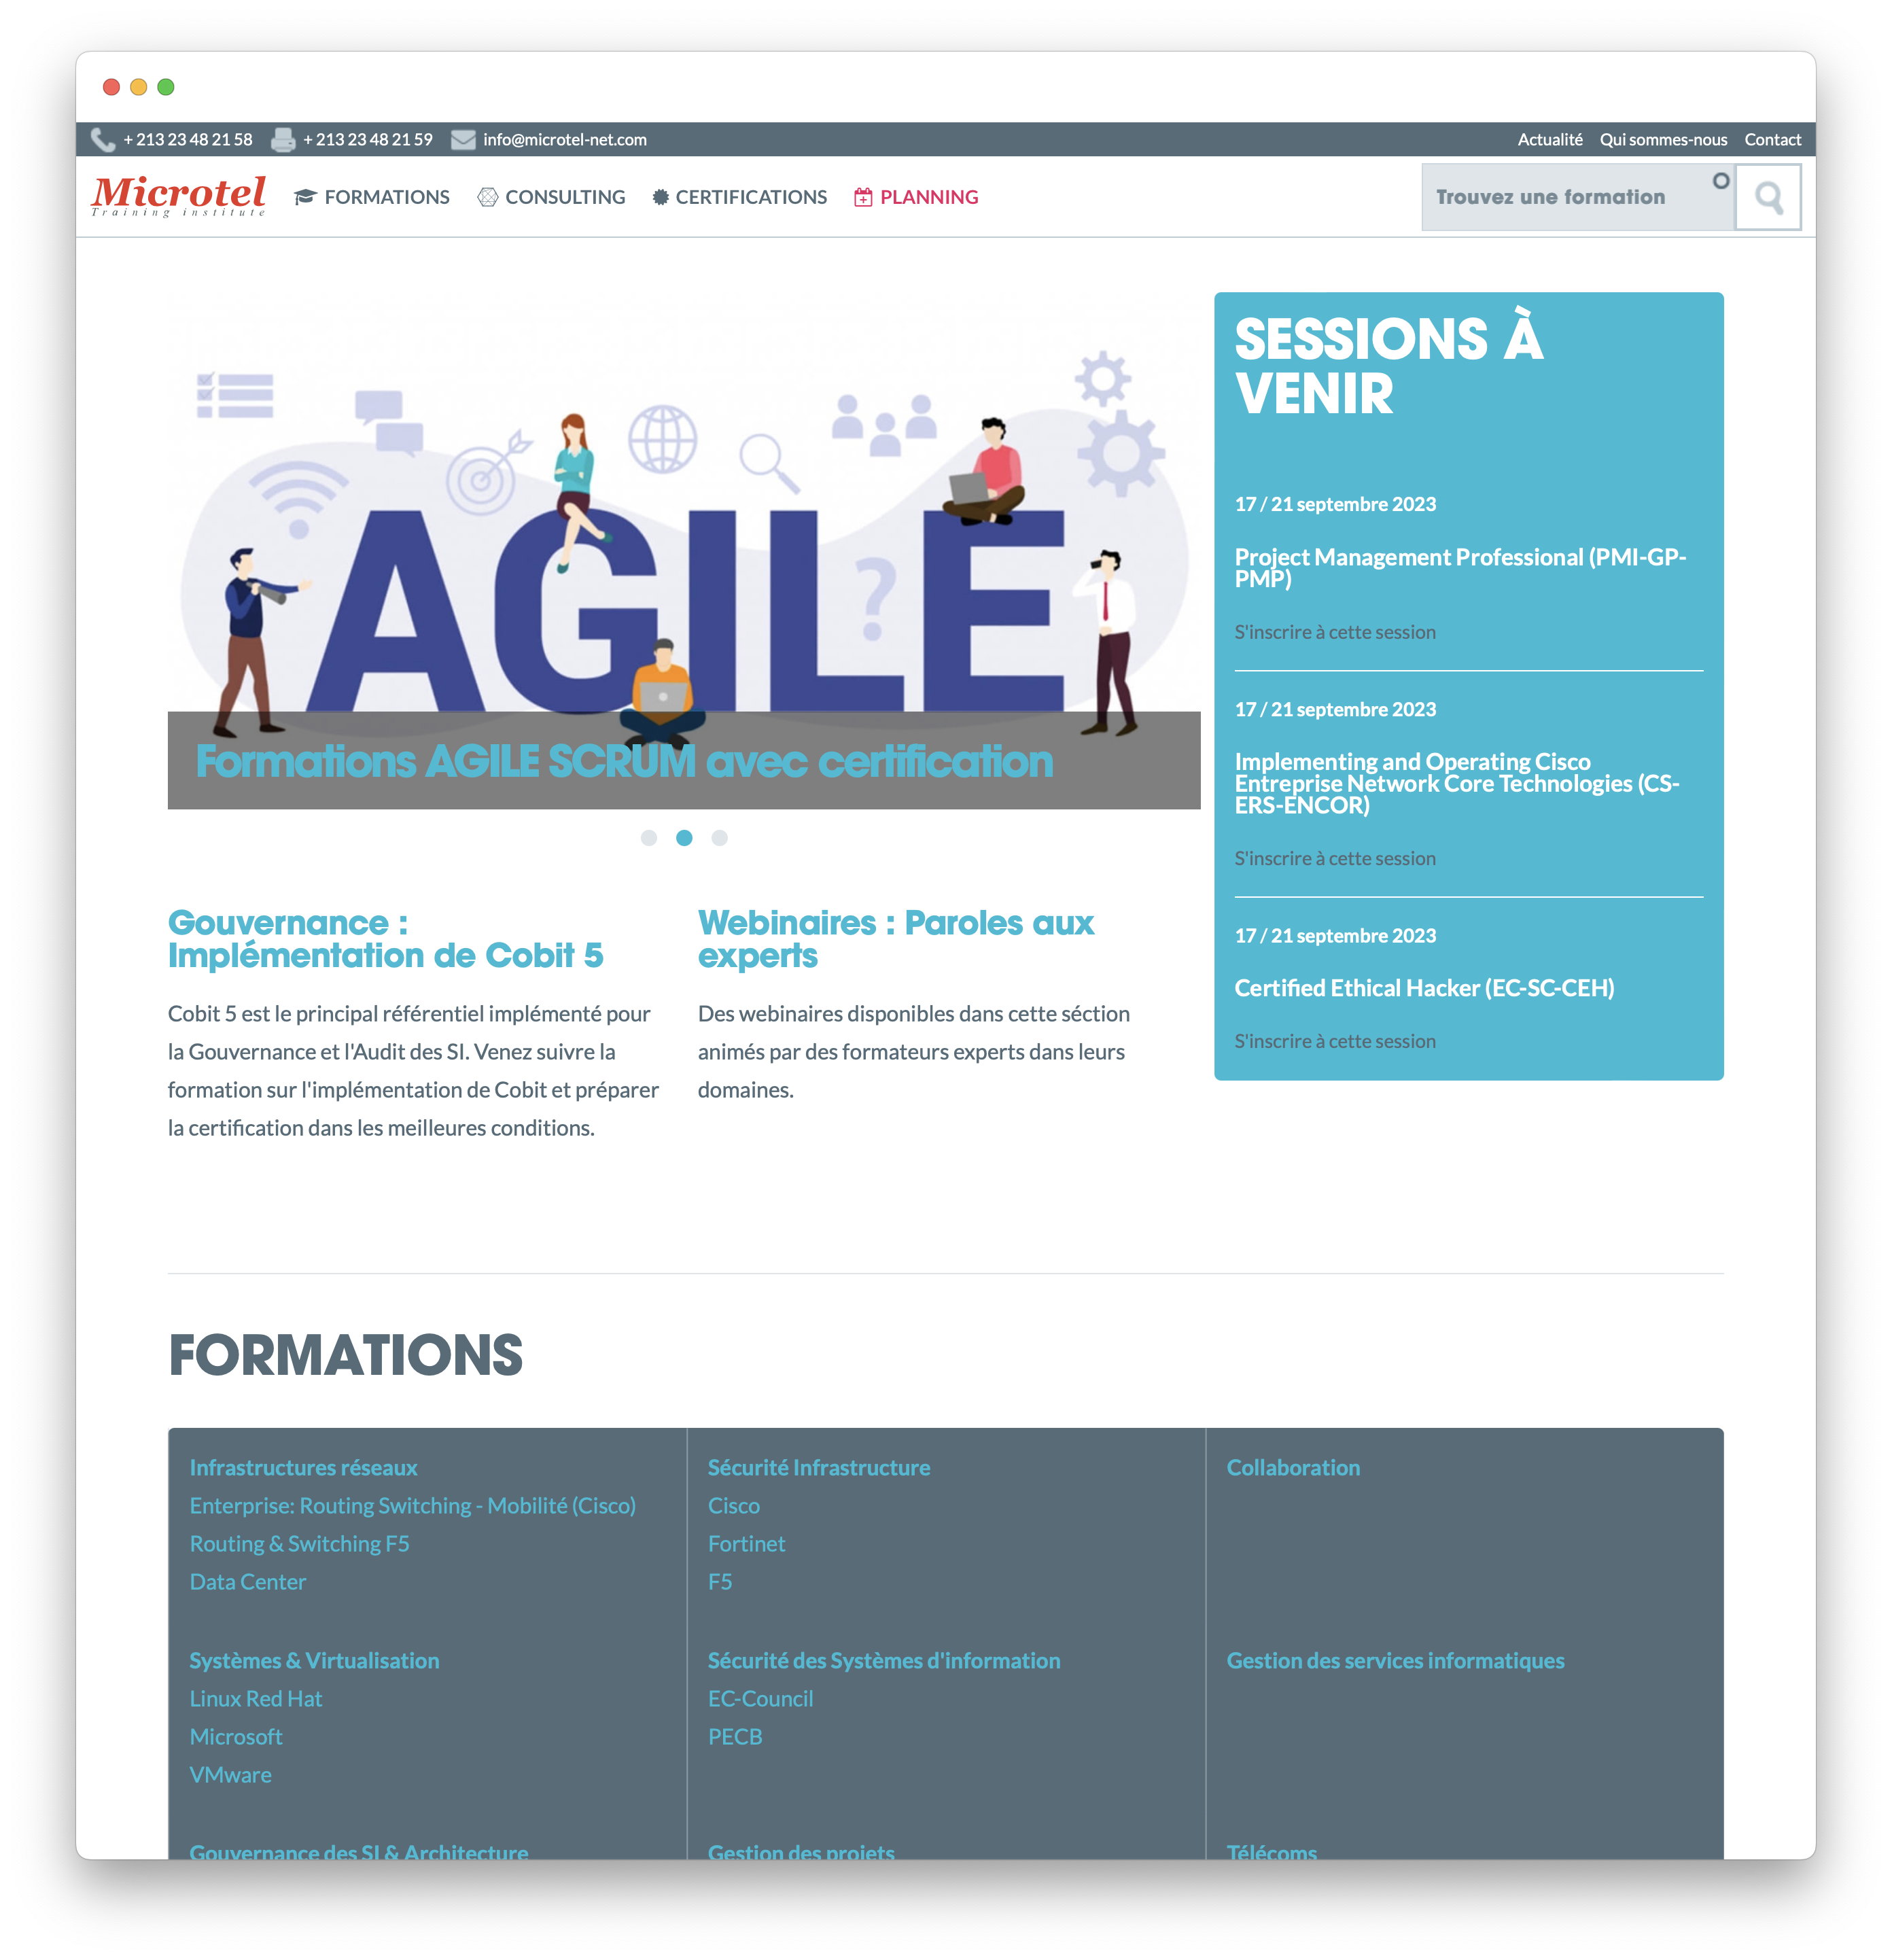 + 213 23 48 21 58 + 213 23 48 21 59 info@microtel-net.com Actualité Qui sommes-nous Contact
Microtel
Training institute
FORMATIONS CONSULTING CERTIFICATIONS PLANNING
Trouvez une formation
AGILE
?
Formations AGILE SCRUM avec certification
Gouvernance :
Implémentation de Cobit 5
Cobit 5 est le principal référentiel implémenté pour
la Gouvernance et l'Audit des SI. Venez suivre la
formation sur l'implémentation de Cobit et préparer
la certification dans les meilleures conditions.
Webinaires : Paroles aux
experts
Des webinaires disponibles dans cette séction
animés par des formateurs experts dans leurs
domaines.
SESSIONS À
VENIR
17 / 21 septembre 2023
Project Management Professional (PMI-GP-
PMP)
S'inscrire à cette session
17 / 21 septembre 2023
Implementing and Operating Cisco
Entreprise Network Core Technologies (CS-
ERS-ENCOR)
S'inscrire à cette session
17 / 21 septembre 2023
Certified Ethical Hacker (EC-SC-CEH)
S'inscrire à cette session
FORMATIONS
Infrastructures réseaux
Enterprise: Routing Switching - Mobilité (Cisco)
Routing & Switching F5
Data Center
Sécurité Infrastructure
Cisco
Fortinet
F5
Collaboration
Systèmes & Virtualisation
Linux Red Hat
Microsoft
VMware
Sécurité des Systèmes d'information
EC-Council
PECB
Gestion des services informatiques
Gouvernance des SI & Architecture
Gestion des projets
Télécoms